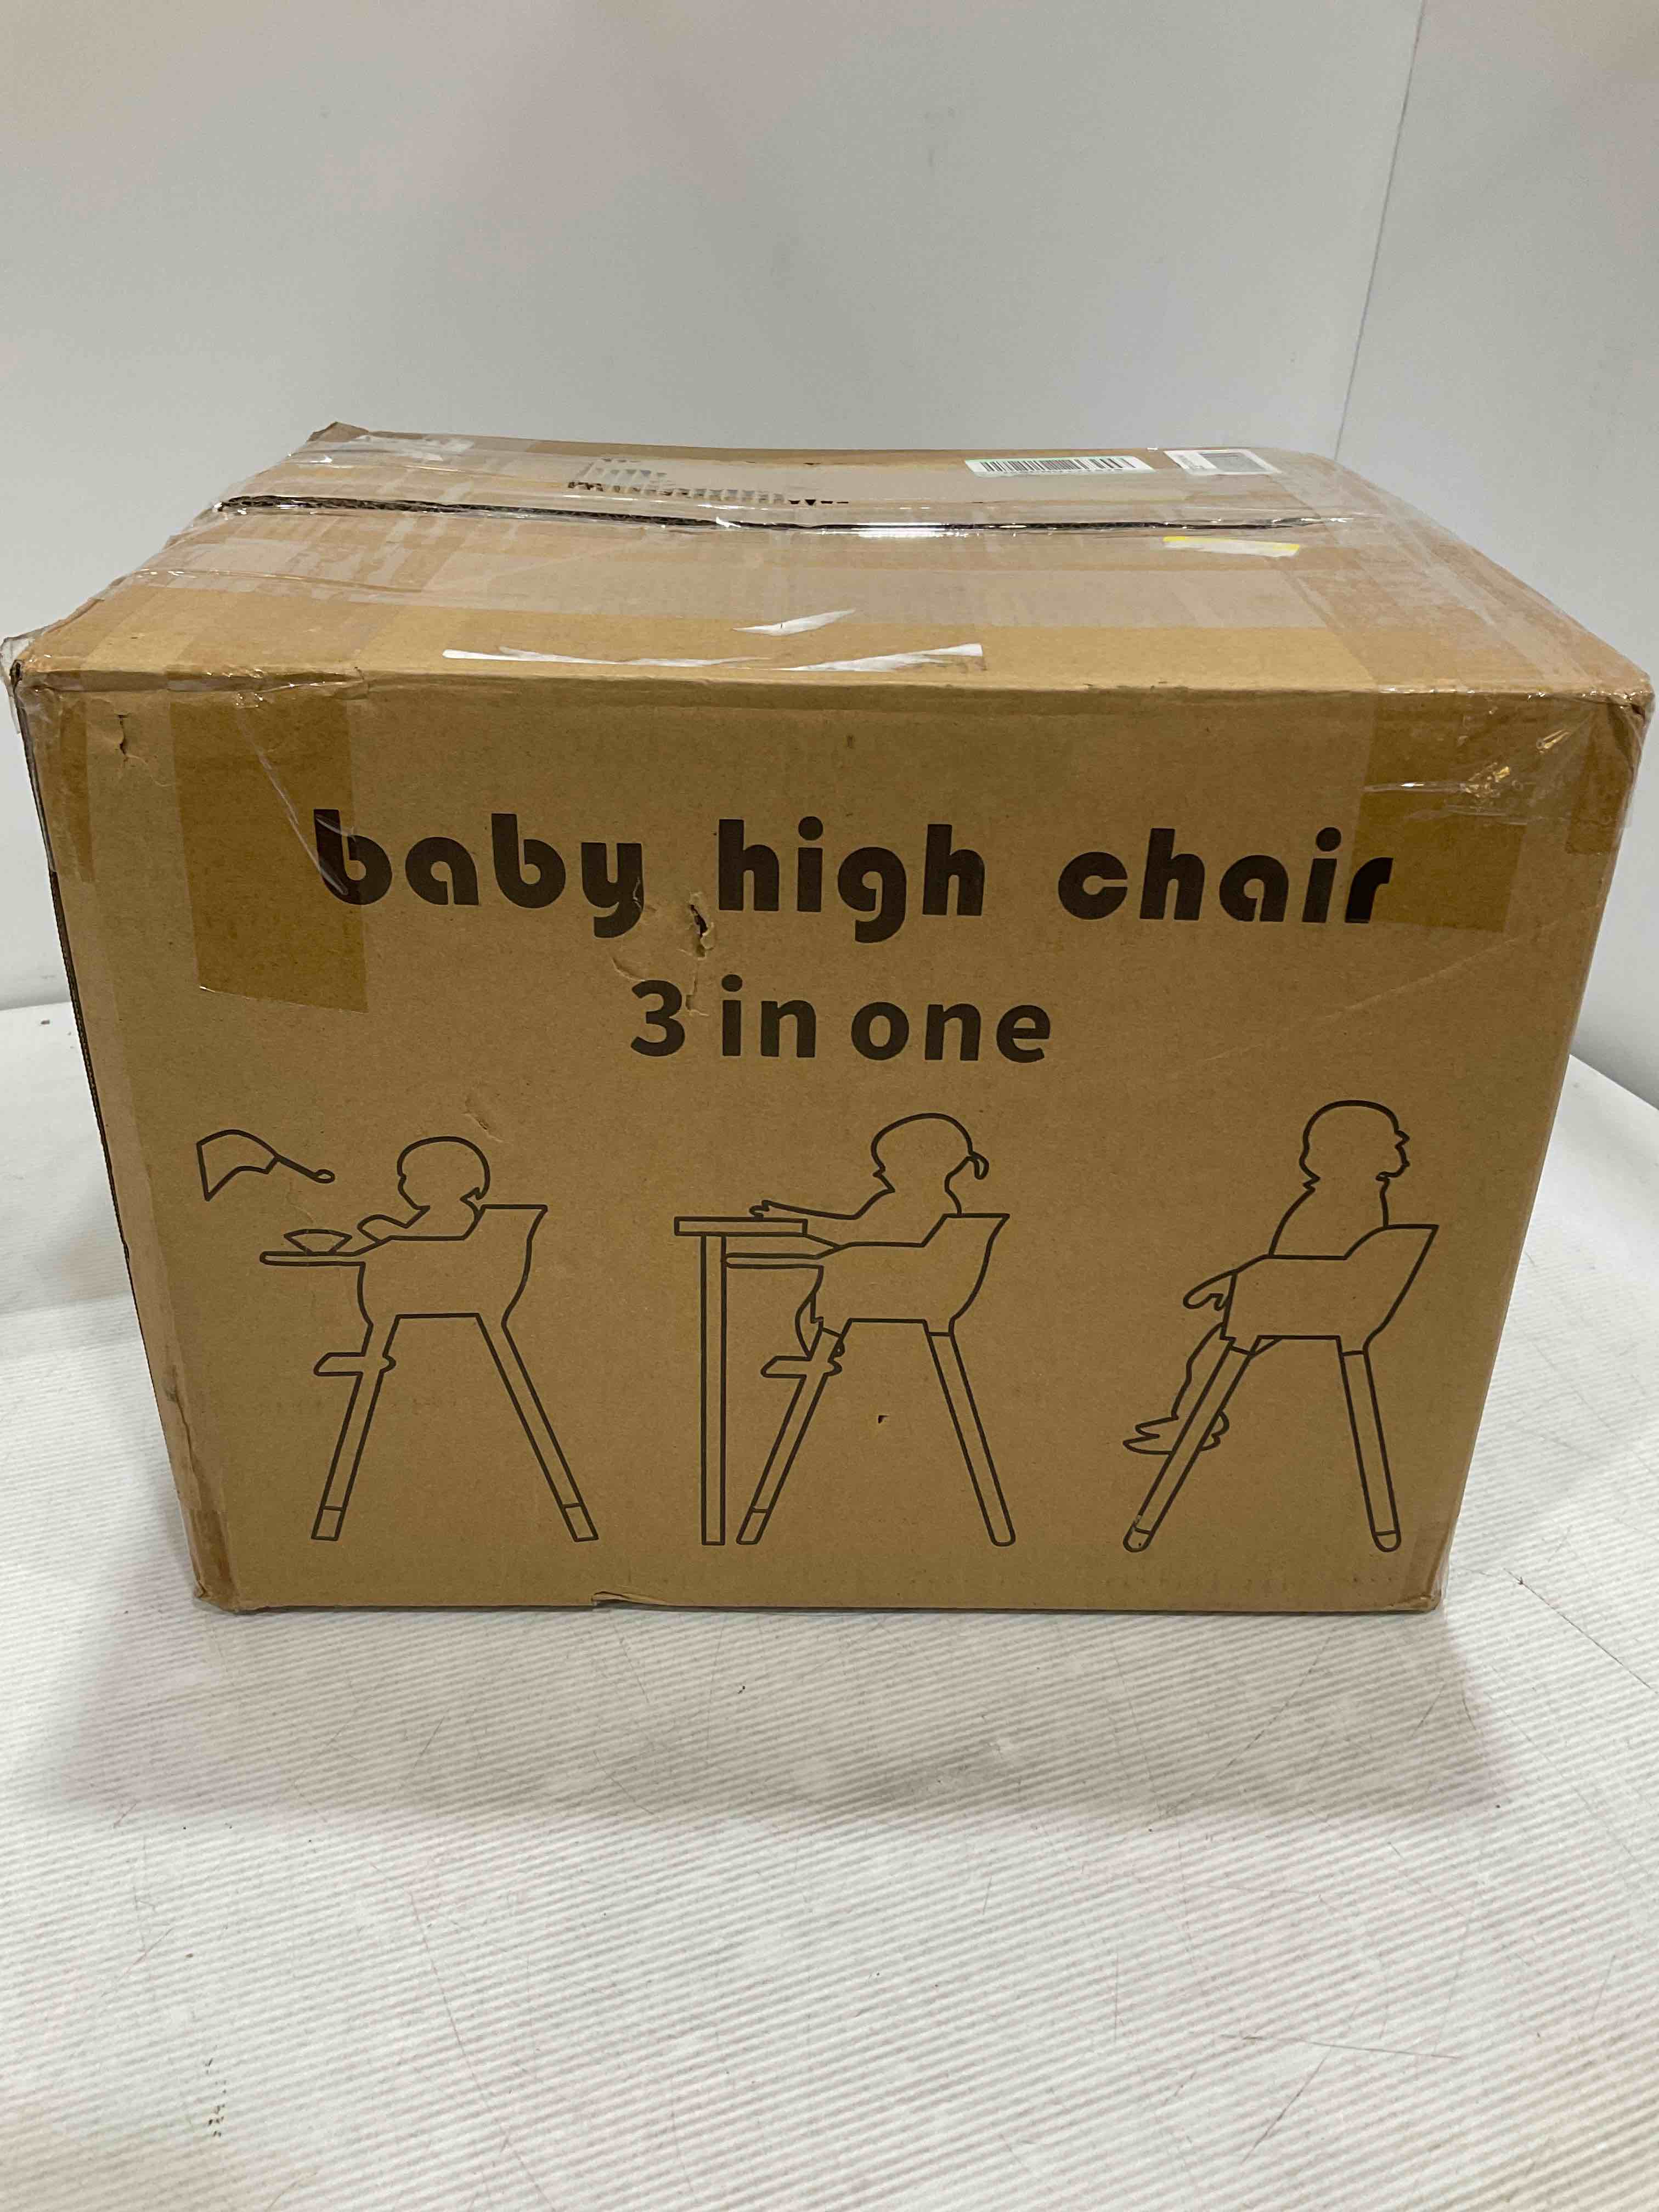 baby high chair
3 in one